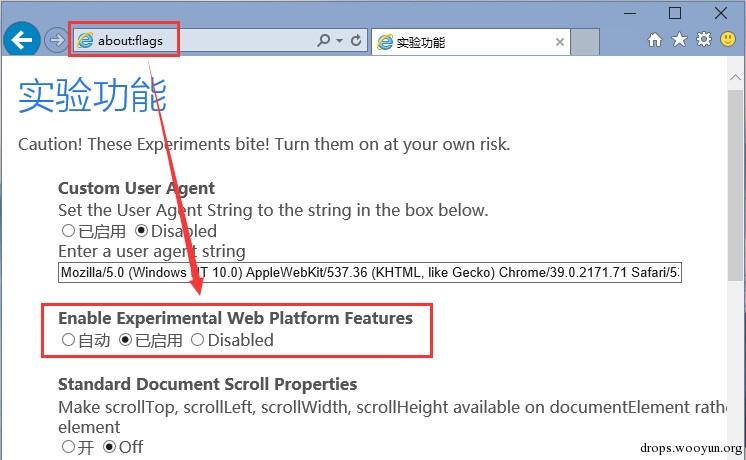 about:flags
实验功能
实验功能
Caution! These Experiments bite! Turn them on at your own risk.
Custom User Agent
Set the User Agent String to the string in the box below.
已启用 Disabled
Enter a user agent string
Mozilla/5.0 (Windows NT 10.0) AppleWebKit/537.36 (KHTML, like Gecko) Chrome/39.0.2171.71 Safari/53
Enable Experimental Web Platform Features
自动 已启用 Disabled
Standard Document Scroll Properties
Make scrollTop, scrollLeft, scrollWidth, scrollHeight available on documentElement rathe
element
开 Off
drops.wooyun.org